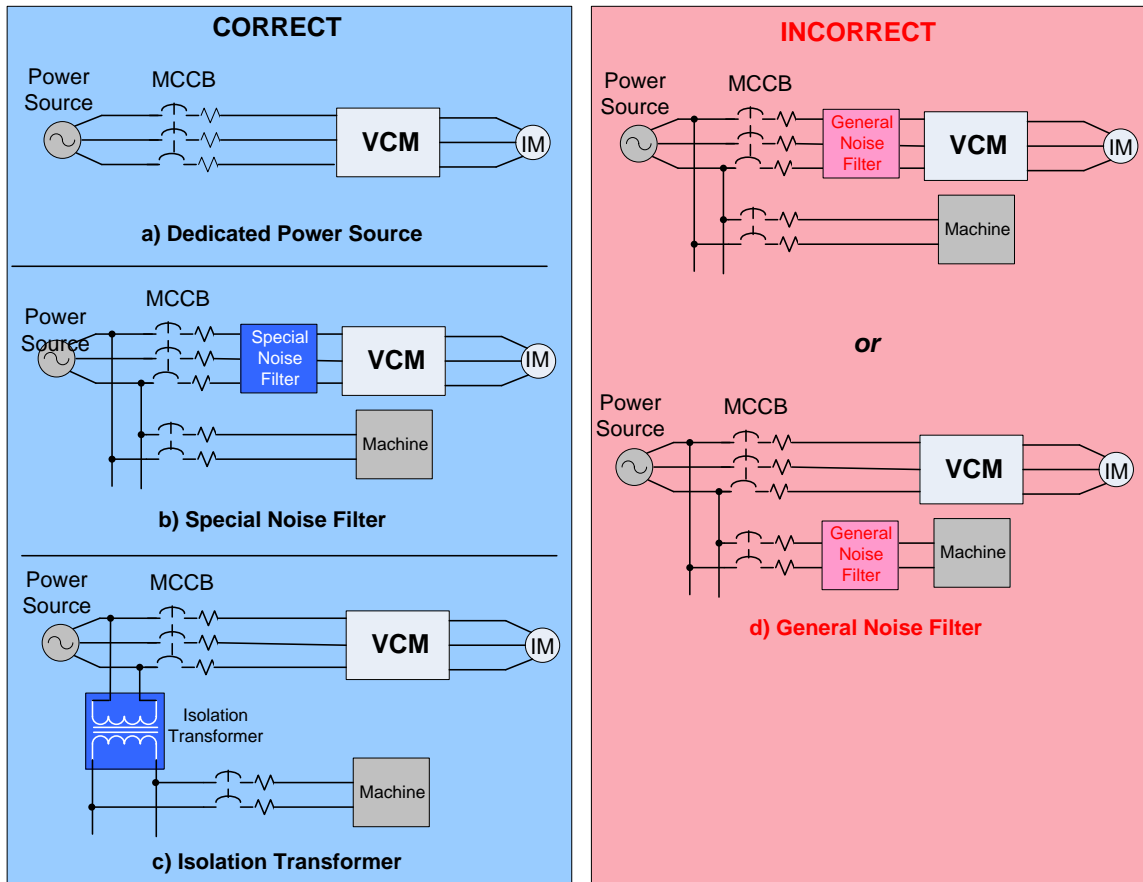 CORRECT
Power
Source
MCCB
VCM
IM
a) Dedicated Power Source
Power
Source
MCCB
Special
Noise
Filter
VCM
IM
Machine
b) Special Noise Filter
Power
Source
MCCB
VCM
IM
Isolation
Transformer
Machine
c) Isolation Transformer
INCORRECT
Power
Source
MCCB
General
Noise
Filter
VCM
IM
Machine
or
Power
Source
MCCB
VCM
IM
General
Noise
Filter
Machine
d) General Noise Filter